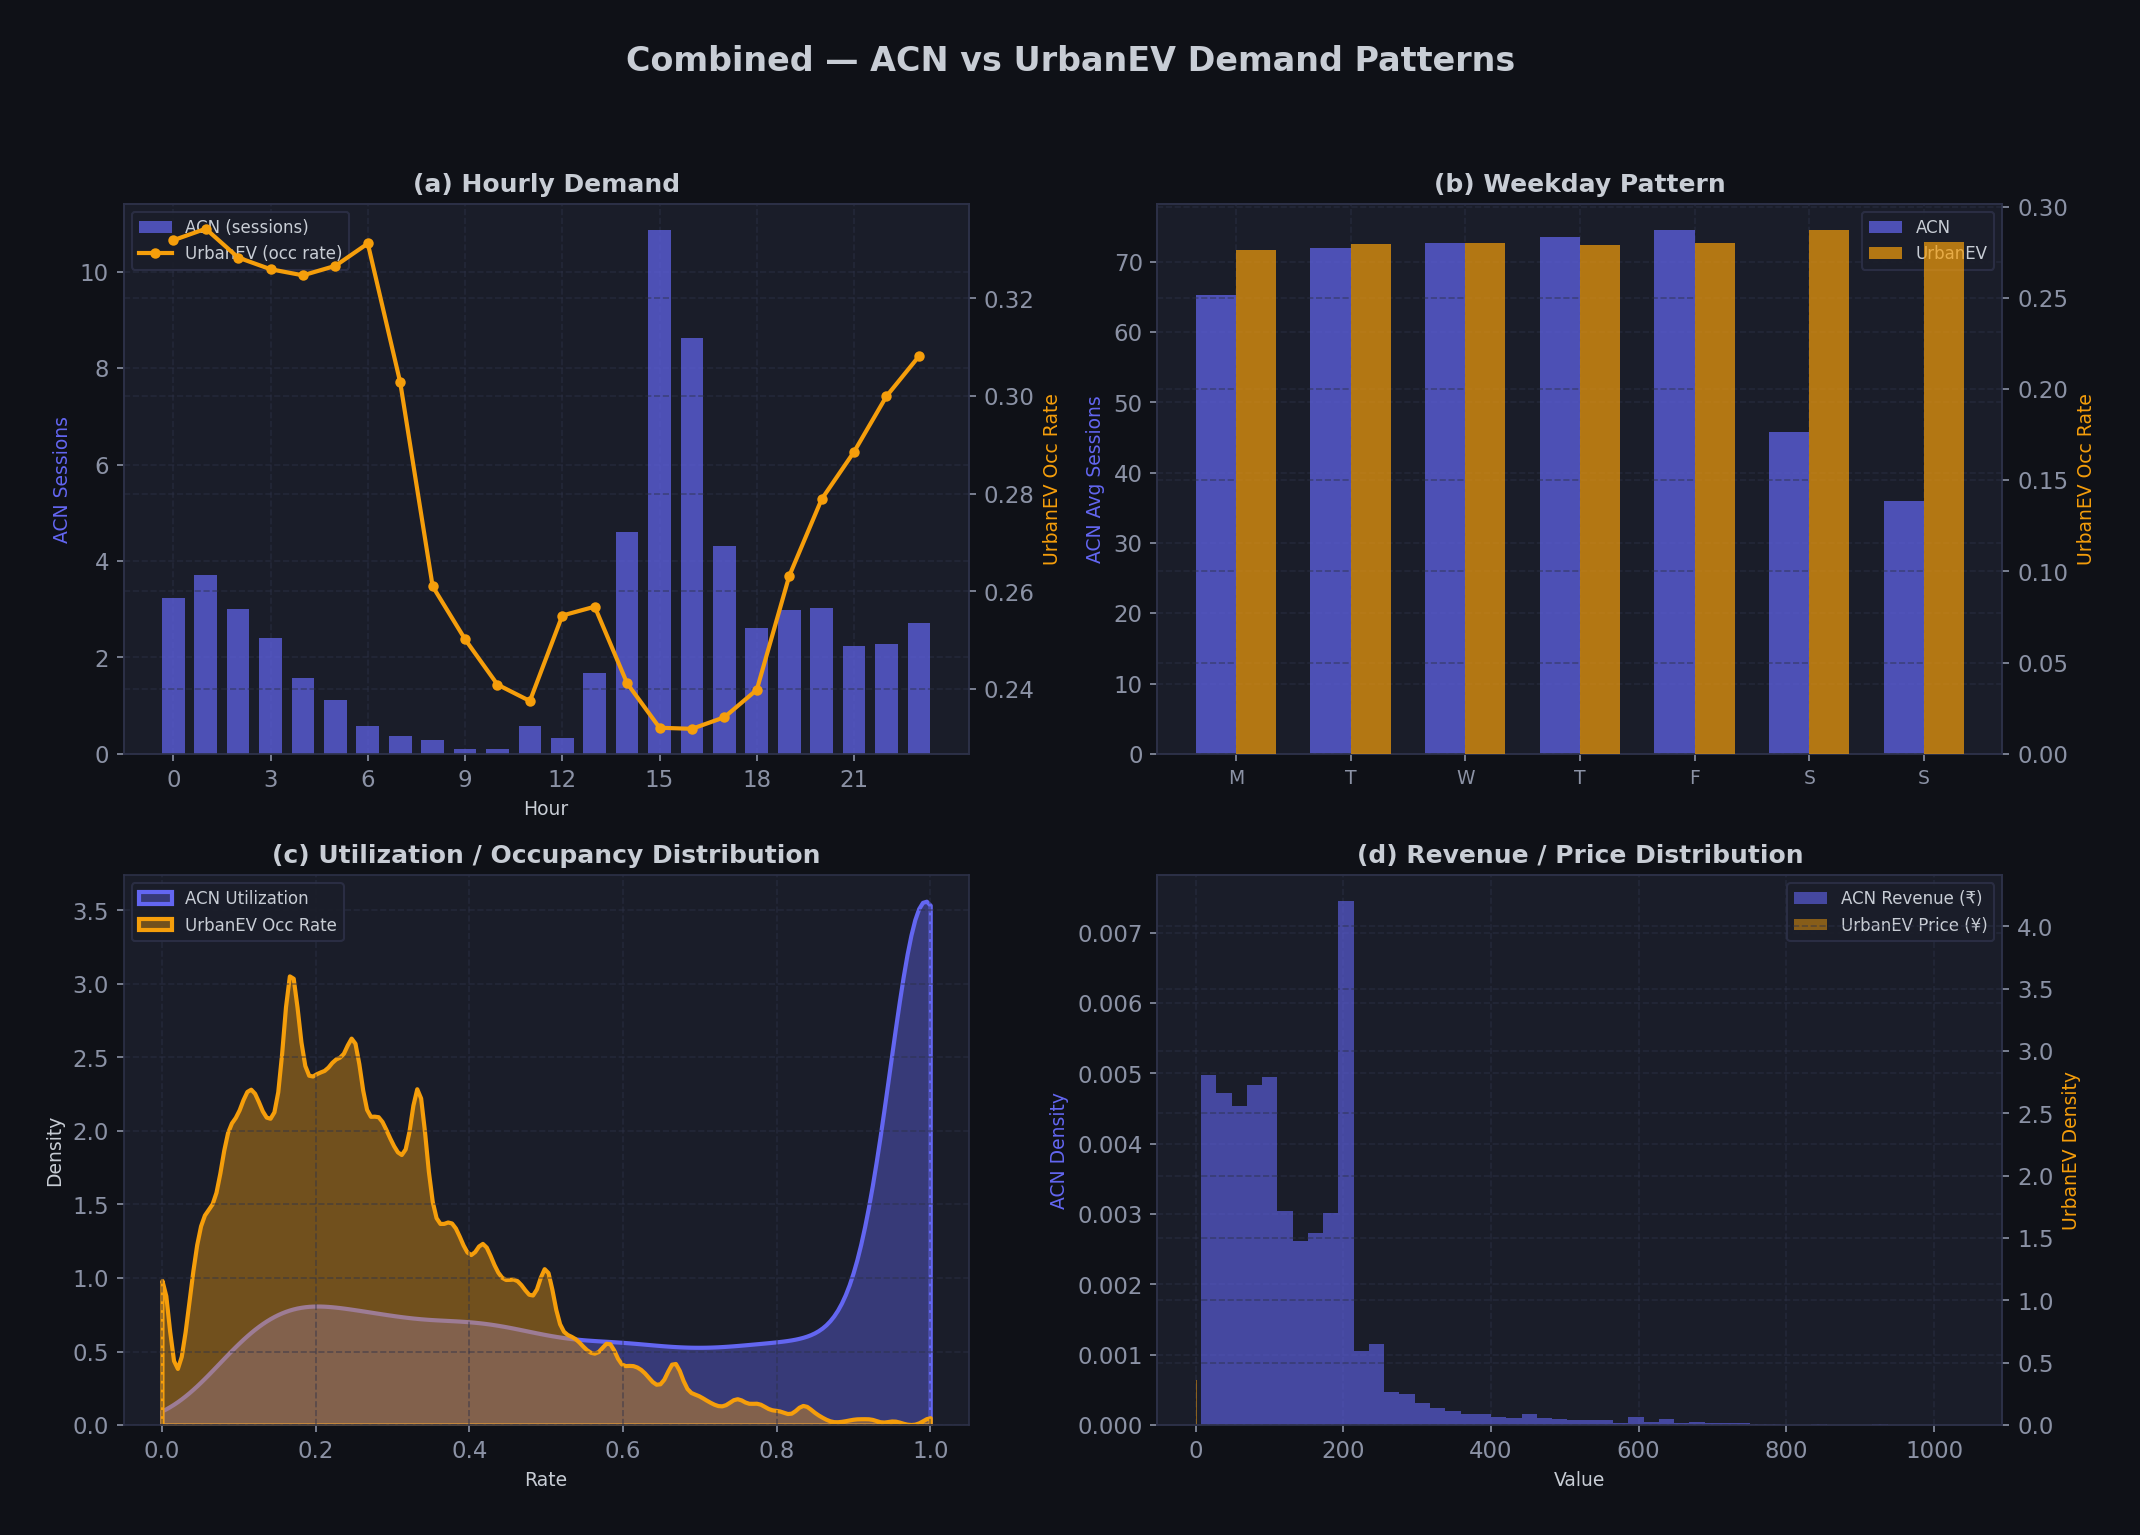 Combined — ACN vs UrbanEV Demand Patterns
(a) Hourly Demand
ACN (sessions)
UrbanEV (occ rate)
ACN Sessions
10
8
6
4
2
0
0.32
0.30
0.28
0.26
0.24
UrbanEV Occ Rate
0 3 6 9 12 15 18 21
Hour
(b) Weekday Pattern
ACN
UrbanEV
ACN Avg Sessions
70
60
50
40
30
20
10
0
0.30
0.25
0.20
0.15
0.10
0.05
0.00
UrbanEV Occ Rate
M T W T F S S
(c) Utilization / Occupancy Distribution
ACN Utilization
UrbanEV Occ Rate
Density
3.5
3.0
2.5
2.0
1.5
1.0
0.5
0.0
0.0 0.2 0.4 0.6 0.8 1.0
Rate
(d) Revenue / Price Distribution
ACN Revenue (₹)
UrbanEV Price (¥)
ACN Density
0.007
0.006
0.005
0.004
0.003
0.002
0.001
0.000
4.0
3.5
3.0
2.5
2.0
1.5
1.0
0.5
0.0
UrbanEV Density
0 200 400 600 800 1000
Value